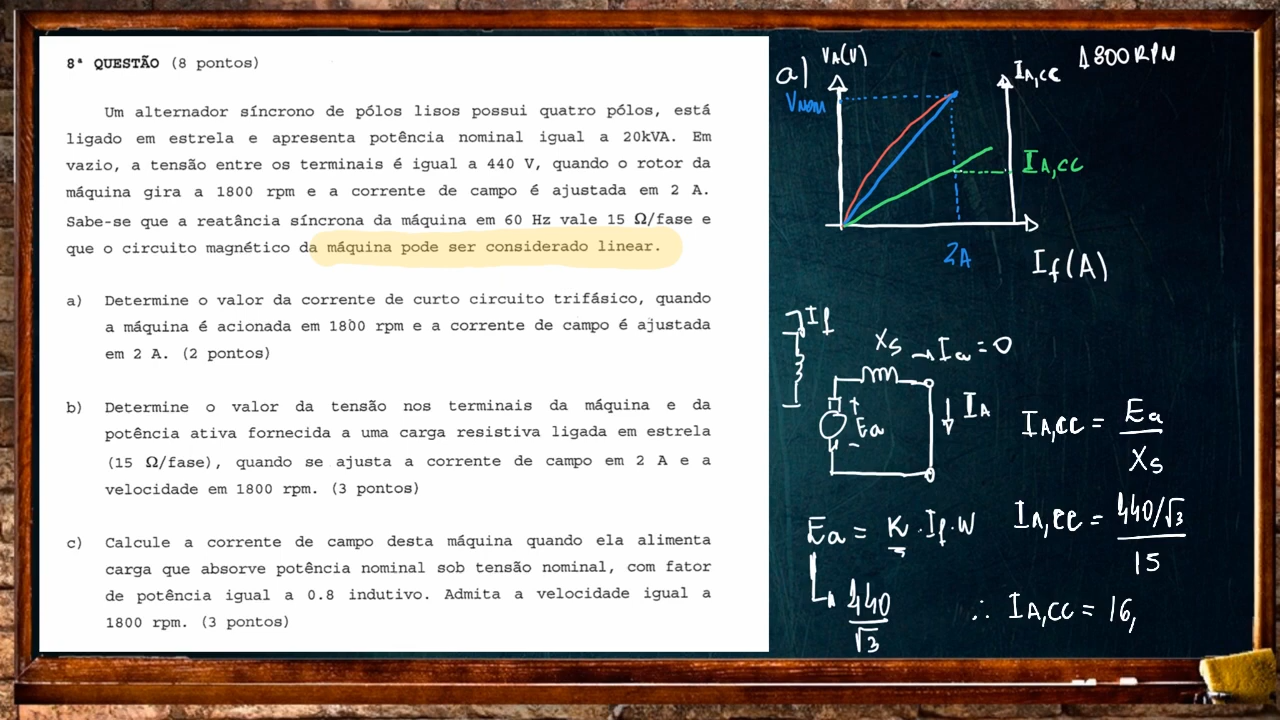 8ª QUESTÃO (8 pontos)
Um alternador síncrono de pólos lisos possui quatro pólos, está
ligado em estrela e apresenta potência nominal igual a 20kVA. Em
vazio, a tensão entre os terminais é igual a 440 V, quando o rotor da
máquina gira a 1800 rpm e a corrente de campo é ajustada em 2 A.
Sabe-se que a reatância síncrona da máquina em 60 Hz vale 15 Ω/fase e
que o circuito magnético da máquina pode ser considerado linear.
a) Determine o valor da corrente de curto circuito trifásico, quando
a máquina é acionada em 1800 rpm e a corrente de campo é ajustada
em 2 A. (2 pontos)
b) Determine o valor da tensão nos terminais da máquina e da
potência ativa fornecida a uma carga resistiva ligada em estrela
(15 Ω/fase), quando se ajusta a corrente de campo em 2 A e a
velocidade em 1800 rpm. (3 pontos)
c) Calcule a corrente de campo desta máquina quando ela alimenta
carga que absorve potência nominal sob tensão nominal, com fator
de potência igual a 0.8 indutivo. Admita a velocidade igual a
1800 rpm. (3 pontos)
a) VA(V)
IA,CC
1800 RPM
VNOM
IA,CC
2A
If(A)
If
Xs → Ia = 0
+
Ea
-
IA
IA,CC = Ea
Xs
Ea = K · If · W
440
√3
IA,CC = 440/√3
15
∴ IA,CC = 16,